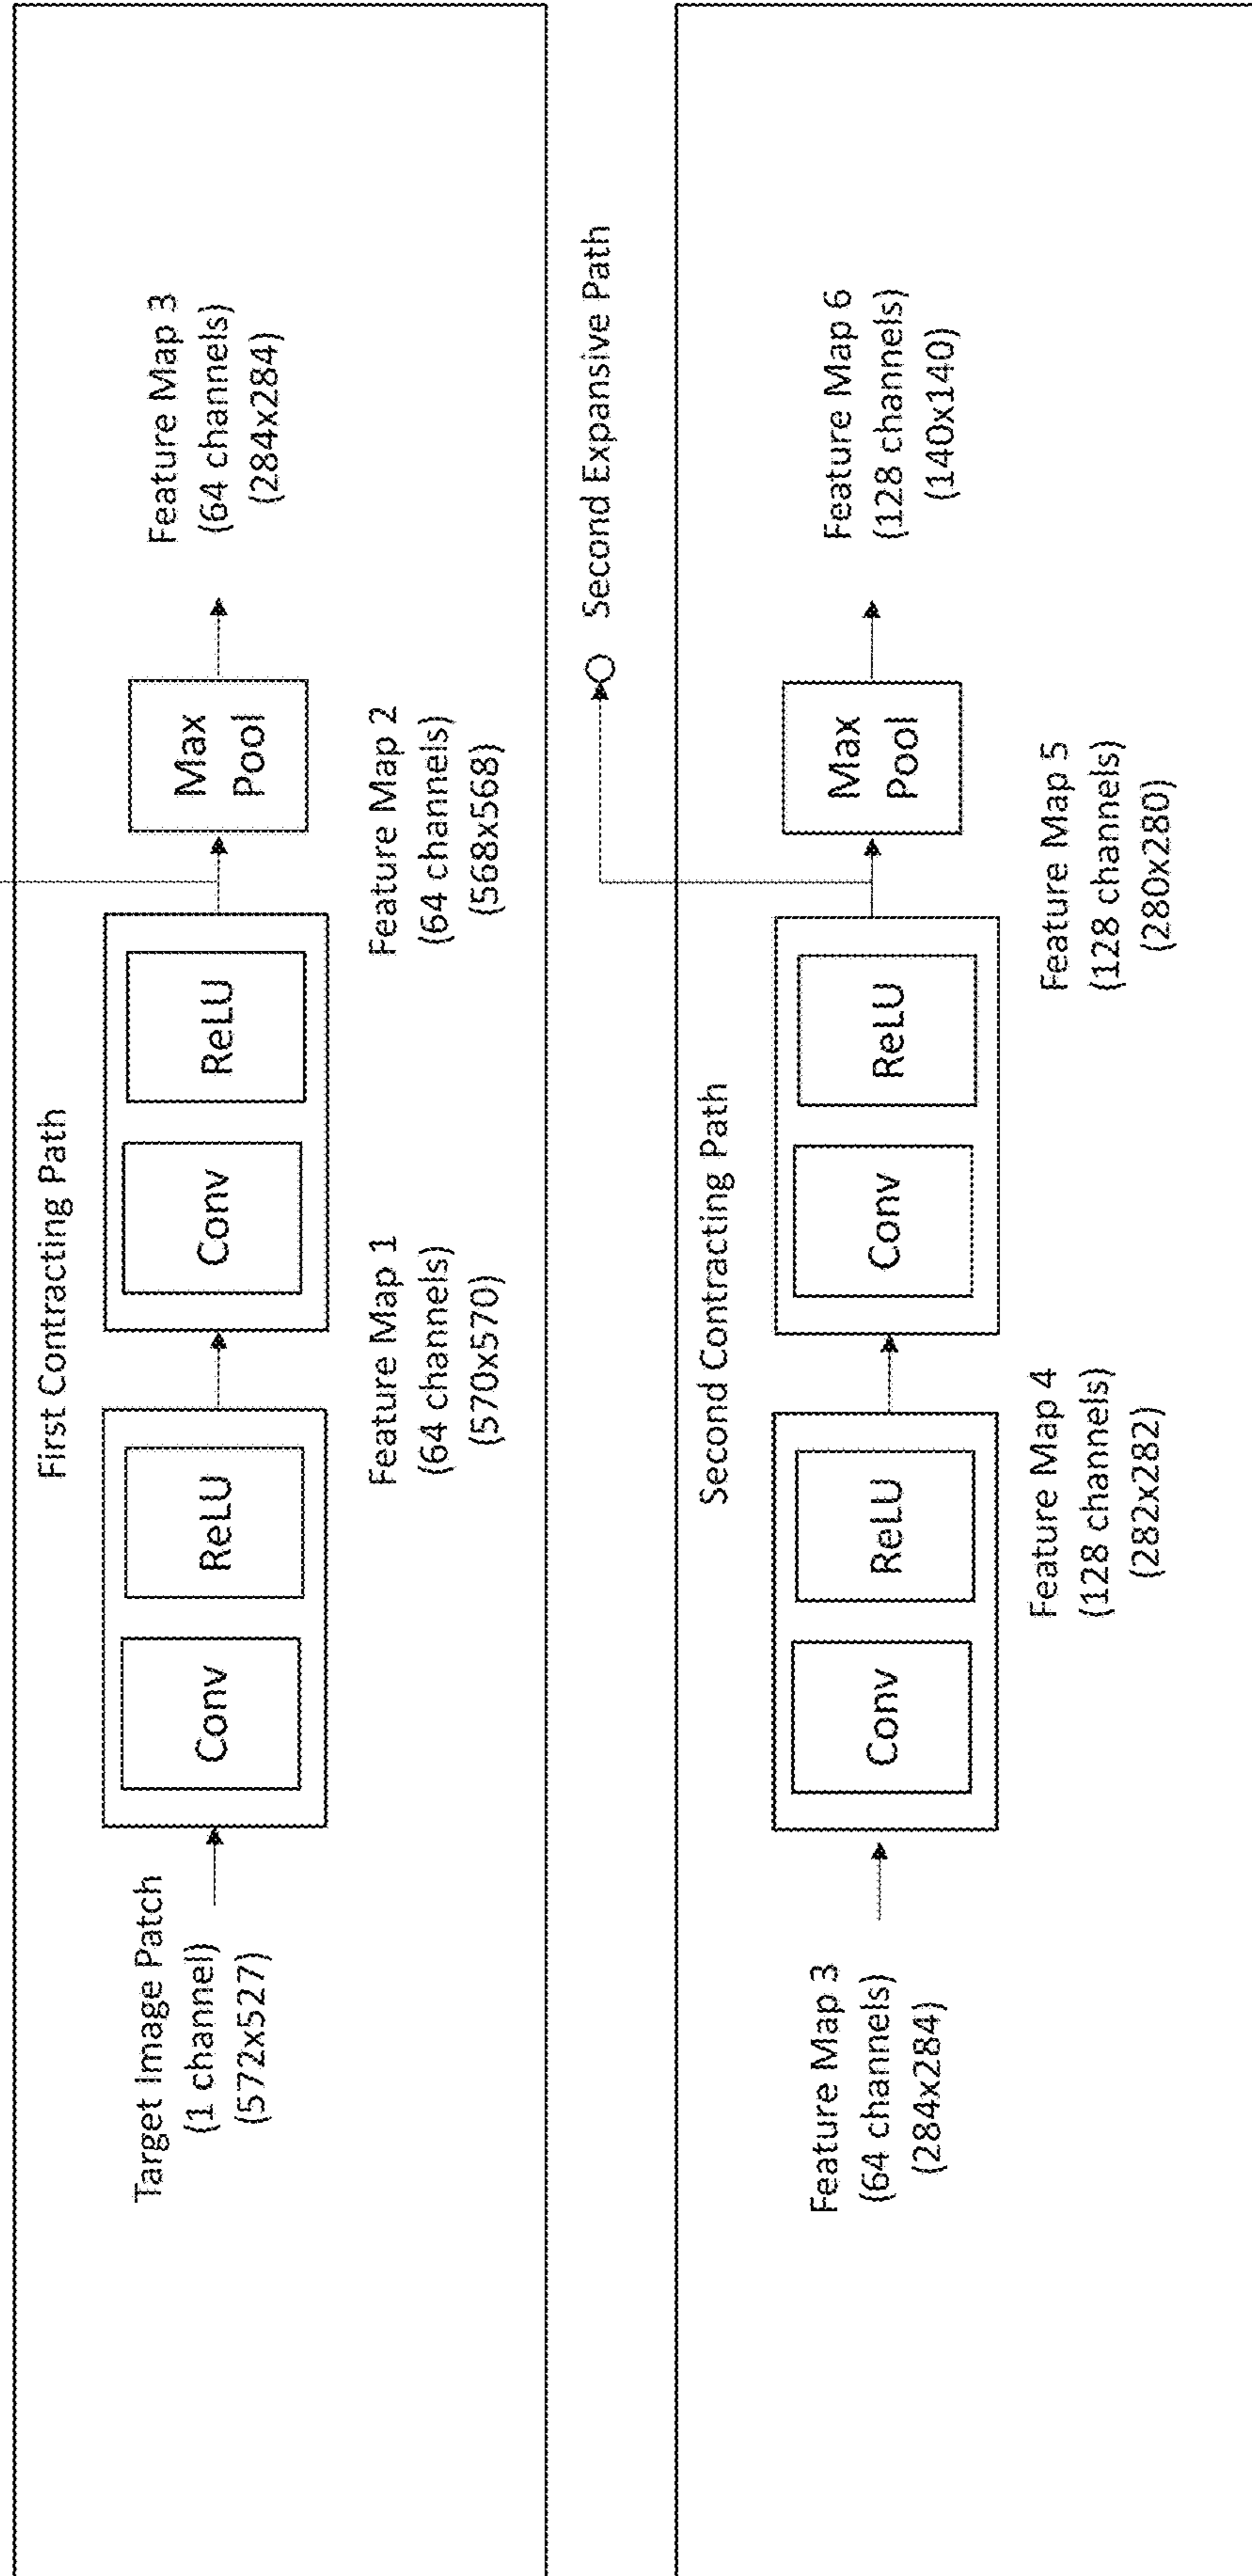 First Contracting Path
Target Image Patch
(1 channel)
(572x527)
Conv
ReLU
Feature Map 1
(64 channels)
(570x570)
Conv
ReLU
Feature Map 2
(64 channels)
(568x568)
Max
Pool
Feature Map 3
(64 channels)
(284x284)
Second Expansive Path
Second Contracting Path
Feature Map 3
(64 channels)
(284x284)
Conv
ReLU
Feature Map 4
(128 channels)
(282x282)
Conv
ReLU
Feature Map 5
(128 channels)
(280x280)
Max
Pool
Feature Map 6
(128 channels)
(140x140)